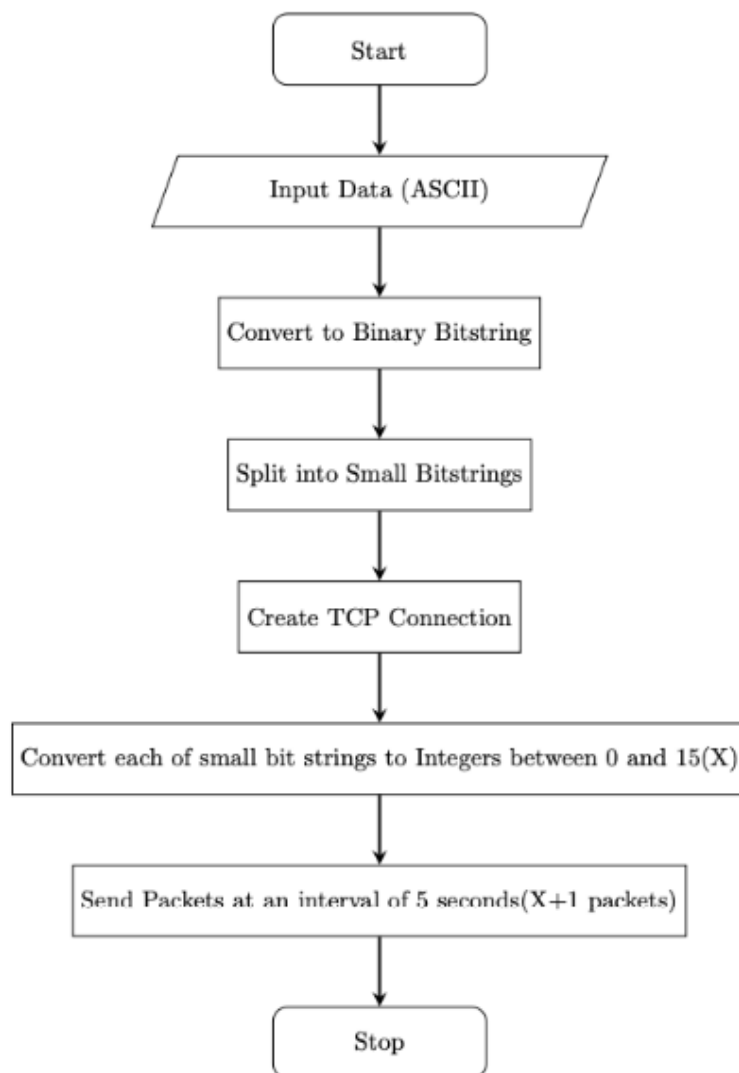 Start
Input Data (ASCII)
Convert to Binary Bitstring
Split into Small Bitstrings
Create TCP Connection
Convert each of small bit strings to Integers between 0 and 15(X)
Send Packets at an interval of 5 seconds(X+1 packets)
Stop